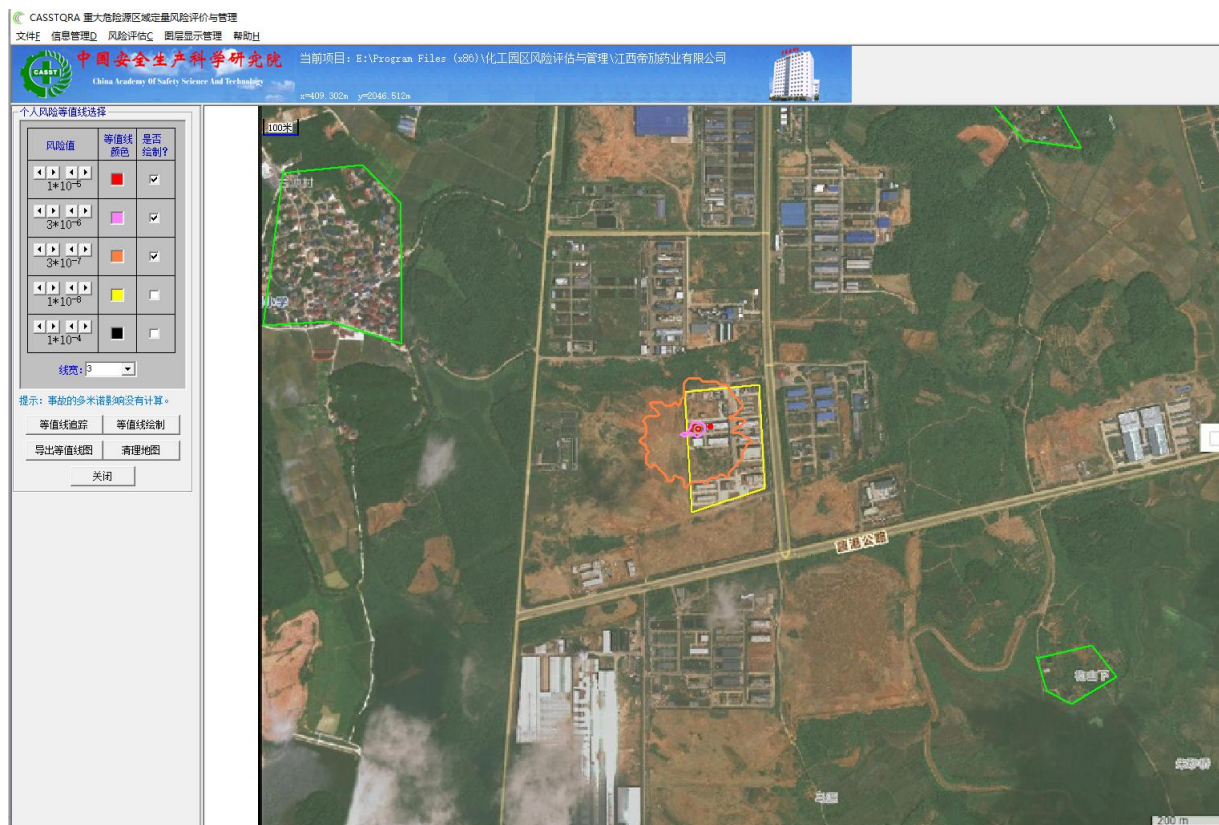 CASSTQRA 重大危险源区域定量风险评价与管理
文件F 信息管理D 风险评估C 图层显示管理 帮助H
CASST
中国安全生产科学研究院
China Academy Of Safety Science And Technology
当前项目: E:\Program Files (x86)\化工园区风险评估与管理\江西帝劢药业有限公司
x=409.302m y=2046.512m
个人风险等值线选择
风险值 等值线颜色 是否绘制?
1*10-5
3*10-6
3*10-7
1*10-8
1*10-4
线宽: 3
提示: 事故的多米诺影响没有计算。
等值线追踪 等值线绘制
导出等值线图 清理地图
关闭
100米
小学
200 m